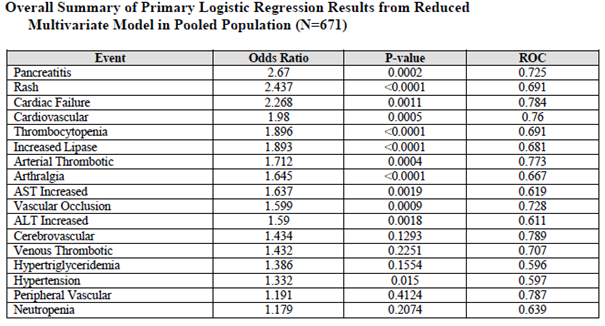 Overall Summary of Primary Logistic Regression Results from Reduced
Multivariate Model in Pooled Population (N=671)
Event Odds Ratio P-value ROC
Pancreatitis 2.67 0.0002 0.725
Rash 2.437 <0.0001 0.691
Cardiac Failure 2.268 0.0011 0.784
Cardiovascular 1.98 0.0005 0.76
Thrombocytopenia 1.896 <0.0001 0.691
Increased Lipase 1.893 <0.0001 0.681
Arterial Thrombotic 1.712 0.0004 0.773
Arthralgia 1.645 <0.0001 0.667
AST Increased 1.637 0.0019 0.619
Vascular Occlusion 1.599 0.0009 0.728
ALT Increased 1.59 0.0018 0.611
Cerebrovascular 1.434 0.1293 0.789
Venous Thrombotic 1.432 0.2251 0.707
Hypertriglyceridemia 1.386 0.1554 0.596
Hypertension 1.332 0.015 0.597
Peripheral Vascular 1.191 0.4124 0.787
Neutropenia 1.179 0.2074 0.639